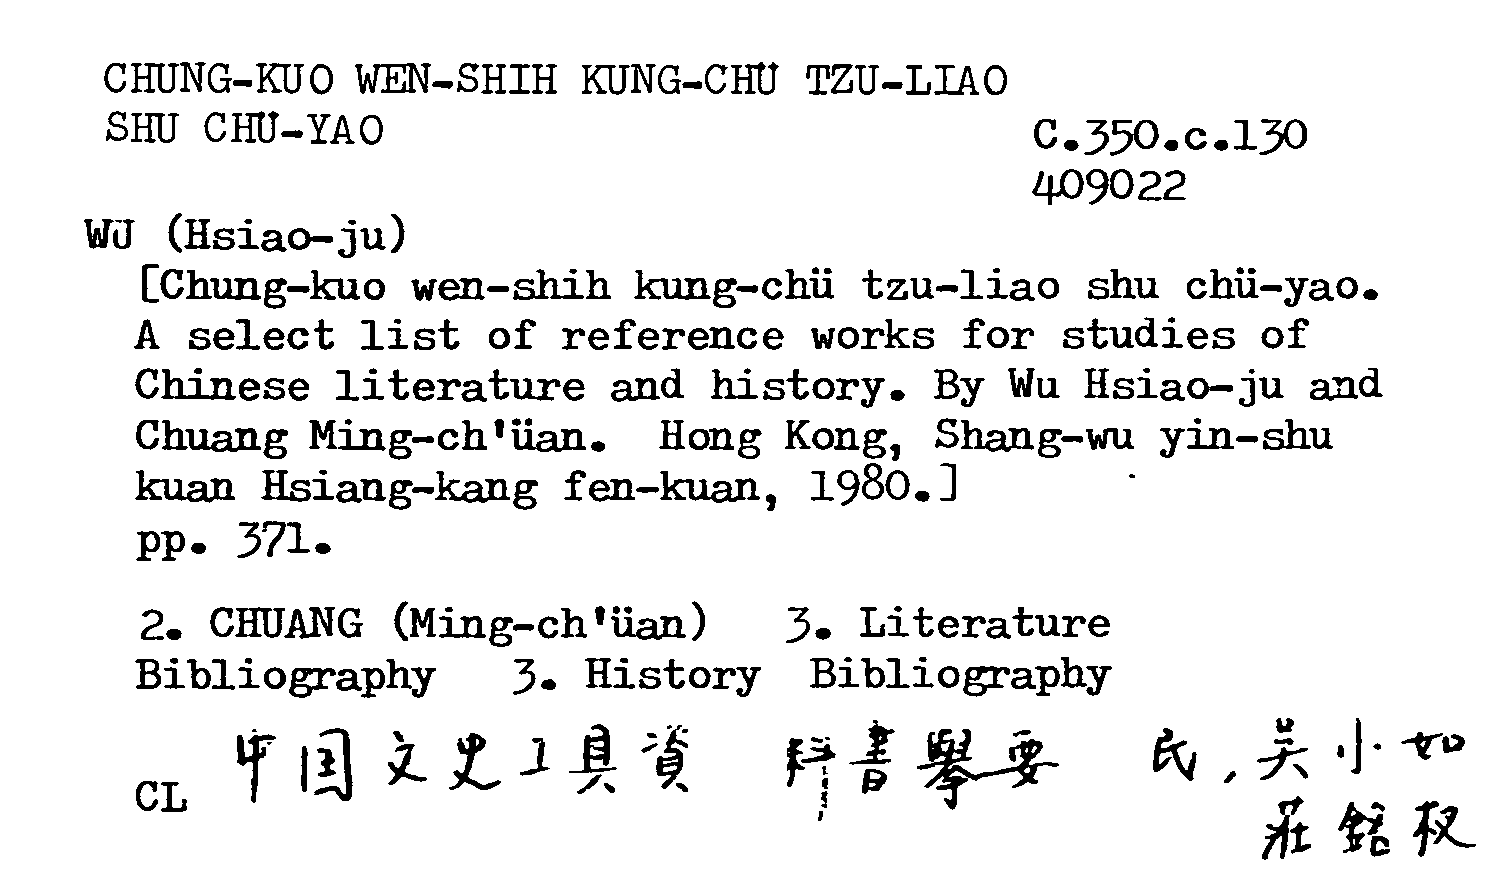 CHUNG-KUO WEN-SHIH KUNG-CHÜ TZU-LIAO
SHU CHÜ-YAO
C.350.c.130
409022
WU (Hsiao-ju)
[Chung-kuo wen-shih kung-chü tzu-liao shu chü-yao.
A select list of reference works for studies of
Chinese literature and history. By Wu Hsiao-ju and
Chuang Ming-ch'üan. Hong Kong, Shang-wu yin-shu
kuan Hsiang-kang fen-kuan, 1980.]
pp. 371.
2. CHUANG (Ming-ch'üan) 3. Literature
Bibliography 3. History Bibliography
中国文史工具資 料書舉要 民, 吴小如
CL
莊銘权